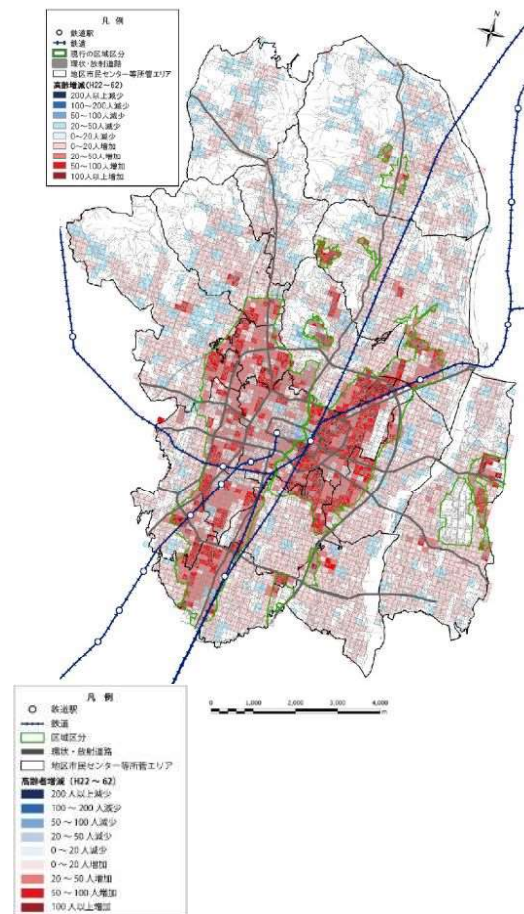 凡 例
鉄道駅
鉄道
現行の区域区分
環状・放射道路
地区市民センター等所管エリア
高齢増減(H22~62)
200人以上減少
100~200人減少
50~100人減少
20~50人減少
0~20人減少
0~20人増加
20~50人増加
50~100人増加
100人以上増加
N
凡 例
鉄道駅
鉄道
区域区分
環状・放射道路
地区市民センター等所管エリア
高齢者増減(H22~62)
200人以上減少
100~200人減少
50~100人減少
20~50人減少
0~20人減少
0~20人増加
20~50人増加
50~100人増加
100人以上増加
0 1,000 2,000 3,000 4,000
m